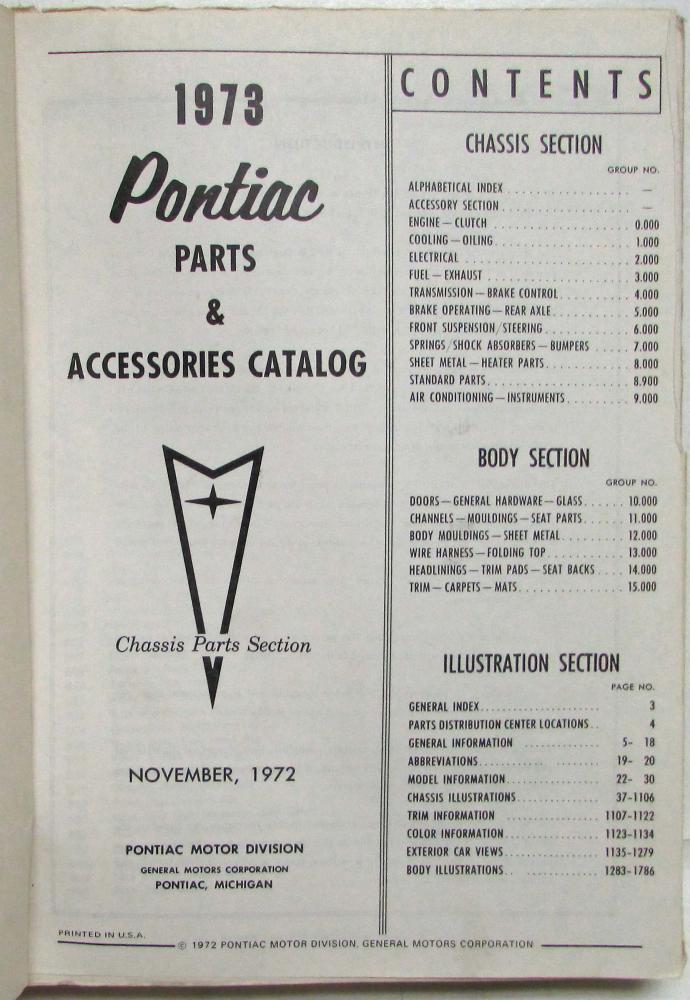 1973
Pontiac
PARTS
&
ACCESSORIES CATALOG
Chassis Parts Section
NOVEMBER, 1972
PONTIAC MOTOR DIVISION
GENERAL MOTORS CORPORATION
PONTIAC, MICHIGAN
CONTENTS
CHASSIS SECTION
GROUP NO.
ALPHABETICAL INDEX . . . . . . . . . . . . . . . —
ACCESSORY SECTION . . . . . . . . . . . . . . . —
ENGINE — CLUTCH . . . . . . . . . . . . . . . 0.000
COOLING — OILING . . . . . . . . . . . . . . . 1.000
ELECTRICAL . . . . . . . . . . . . . . . 2.000
FUEL — EXHAUST . . . . . . . . . . . . . . . 3.000
TRANSMISSION — BRAKE CONTROL . . . . . . . . 4.000
BRAKE OPERATING — REAR AXLE . . . . . . . . 5.000
FRONT SUSPENSION/STEERING . . . . . . . . . 6.000
SPRINGS/SHOCK ABSORBERS — BUMPERS . . . . . 7.000
SHEET METAL — HEATER PARTS . . . . . . . . . 8.000
STANDARD PARTS . . . . . . . . . . . . . . . 8.900
AIR CONDITIONING — INSTRUMENTS . . . . . . . 9.000
BODY SECTION
GROUP NO.
DOORS — GENERAL HARDWARE — GLASS . . . . . . 10.000
CHANNELS — MOULDINGS — SEAT PARTS . . . . . . 11.000
BODY MOULDINGS — SHEET METAL . . . . . . . . 12.000
WIRE HARNESS — FOLDING TOP . . . . . . . . . 13.000
HEADLININGS — TRIM PADS — SEAT BACKS . . . . 14.000
TRIM — CARPETS — MATS . . . . . . . . . . . . 15.000
ILLUSTRATION SECTION
PAGE NO.
GENERAL INDEX . . . . . . . . . . . . . . . 3
PARTS DISTRIBUTION CENTER LOCATIONS . . 4
GENERAL INFORMATION . . . . . . . . . . . 5- 18
ABBREVIATIONS . . . . . . . . . . . . . . . 19- 20
MODEL INFORMATION . . . . . . . . . . . . . 22- 30
CHASSIS ILLUSTRATIONS . . . . . . . . . . . 37-1106
TRIM INFORMATION . . . . . . . . . . . . . 1107-1122
COLOR INFORMATION . . . . . . . . . . . . . 1123-1134
EXTERIOR CAR VIEWS . . . . . . . . . . . . . 1135-1279
BODY ILLUSTRATIONS . . . . . . . . . . . . . 1283-1786
PRINTED IN U.S.A.
© 1972 PONTIAC MOTOR DIVISION, GENERAL MOTORS CORPORATION